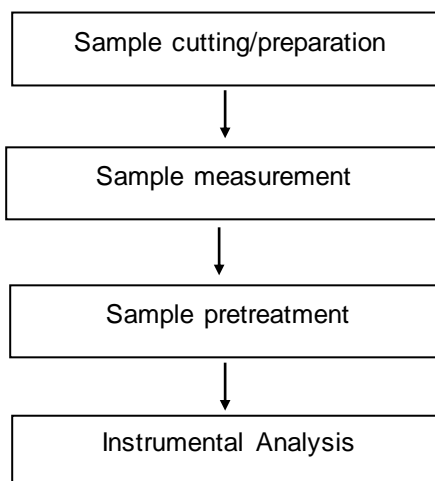 Sample cutting/preparation
Sample measurement
Sample pretreatment
Instrumental Analysis